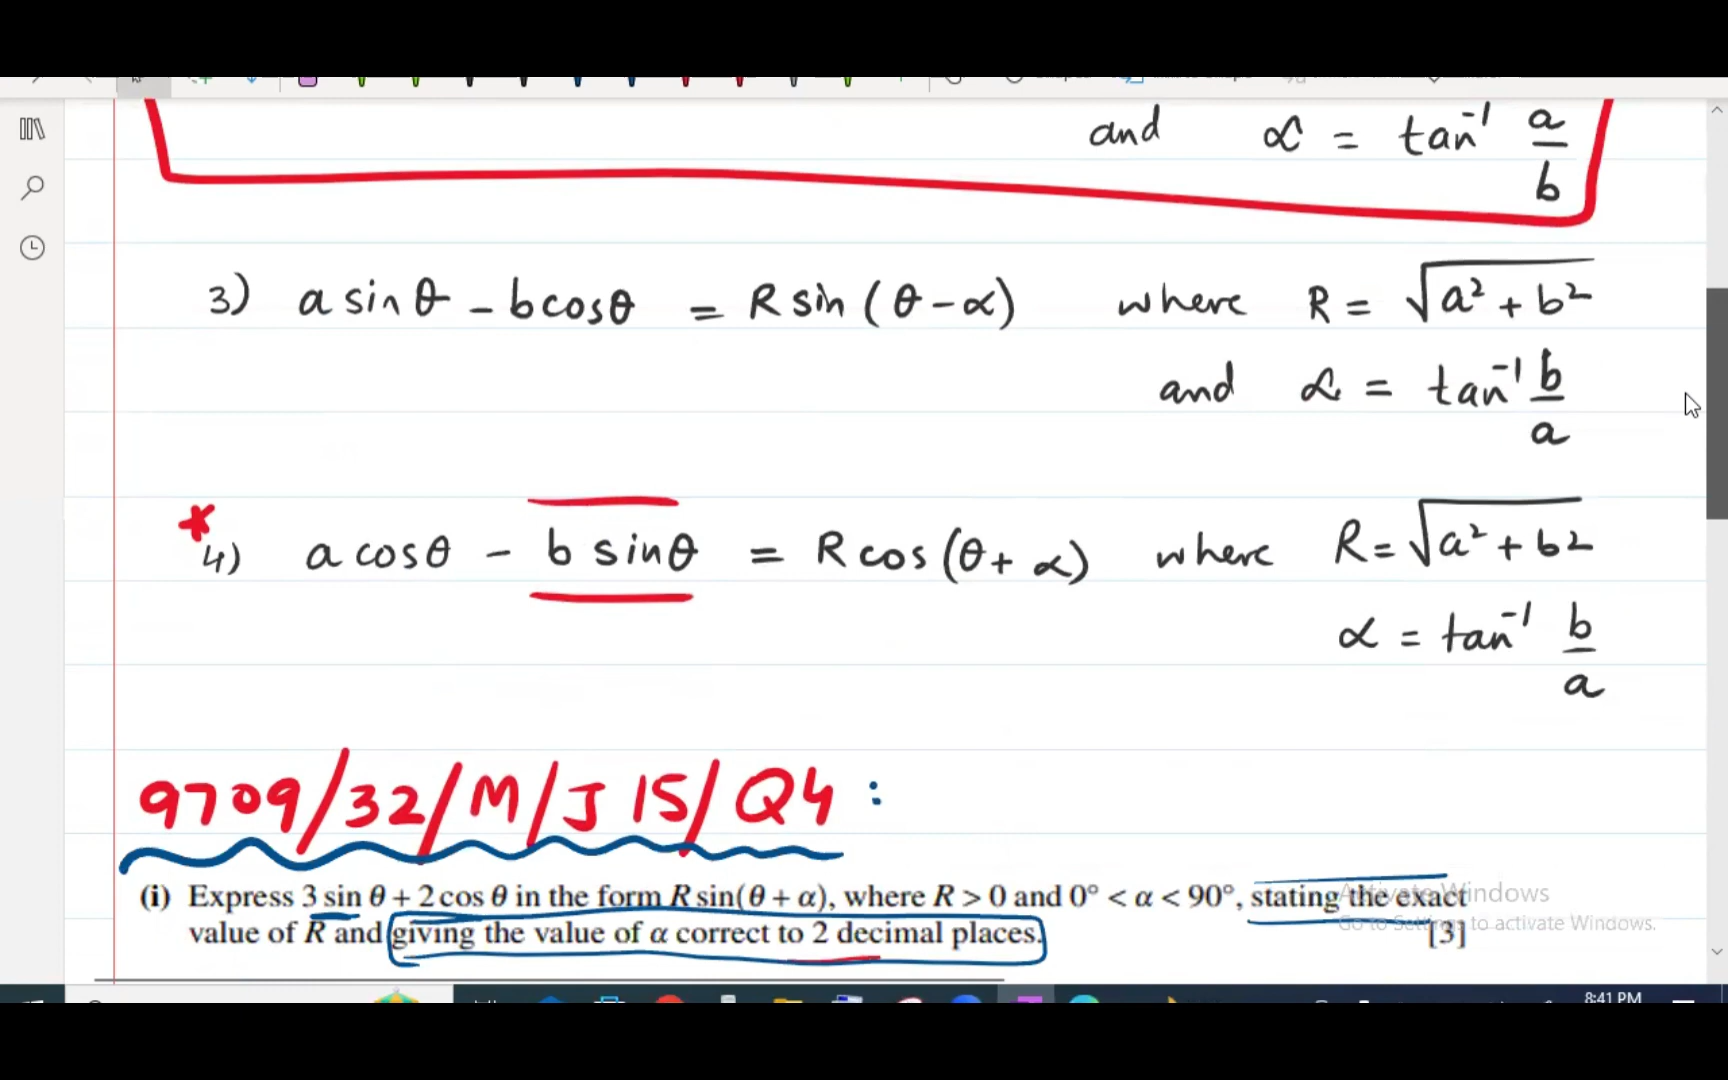 and α = tan⁻¹ a/b
3) a sinθ - b cosθ = R sin (θ - α) where R = √a² + b²
and α = tan⁻¹ b/a
* 4) a cosθ - b sinθ = R cos (θ + α) where R = √a² + b2
α = tan⁻¹ b/a
9709/32/M/J 15/Q4 :
(i) Express 3 sin θ + 2 cos θ in the form R sin(θ + α), where R > 0 and 0° < α < 90°, stating the exact
value of R and giving the value of α correct to 2 decimal places. [3]
Activate Windows
Go to Settings to activate Windows.
8:41 PM